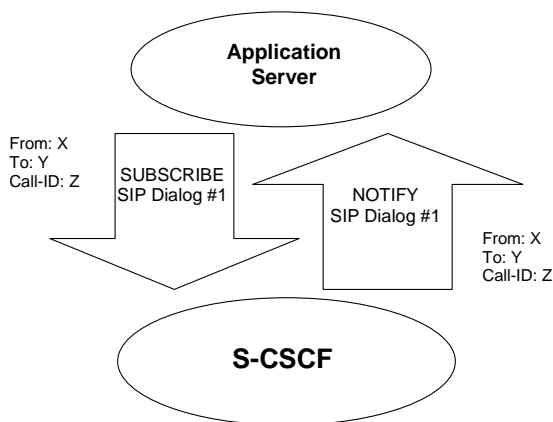 Application
Server
From: X
To: Y
Call-ID: Z
SUBSCRIBE
SIP Dialog #1
NOTIFY
SIP Dialog #1
From: X
To: Y
Call-ID: Z
S-CSCF